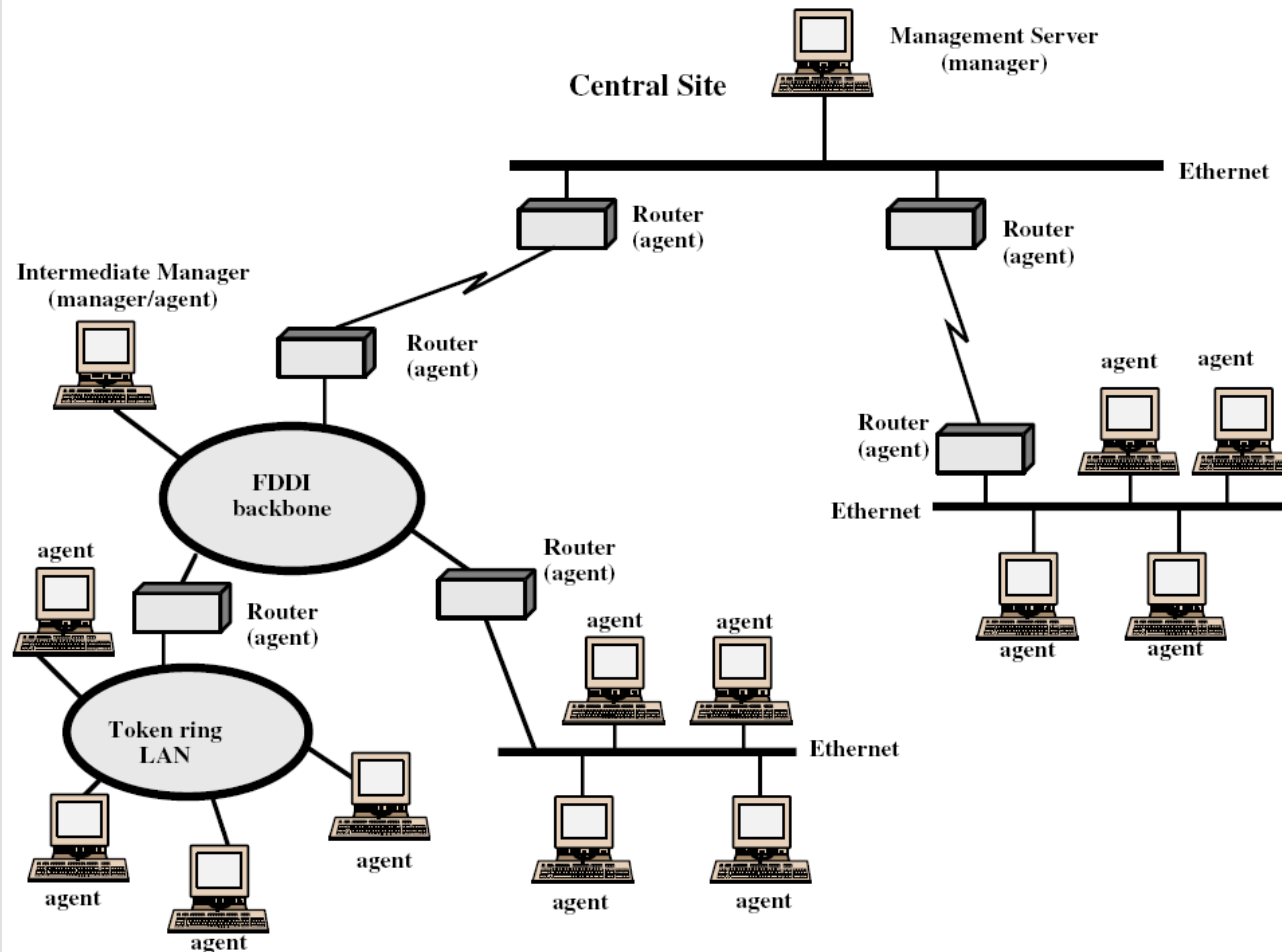 Management Server
(manager)
Central Site
Ethernet
Router
(agent)
Router
(agent)
Intermediate Manager
(manager/agent)
Router
(agent)
agent
agent
Router
(agent)
FDDI
backbone
Ethernet
agent
Router
(agent)
Router
(agent)
agent
agent
agent
agent
Token ring
LAN
Ethernet
agent
agent
agent
agent
agent
agent